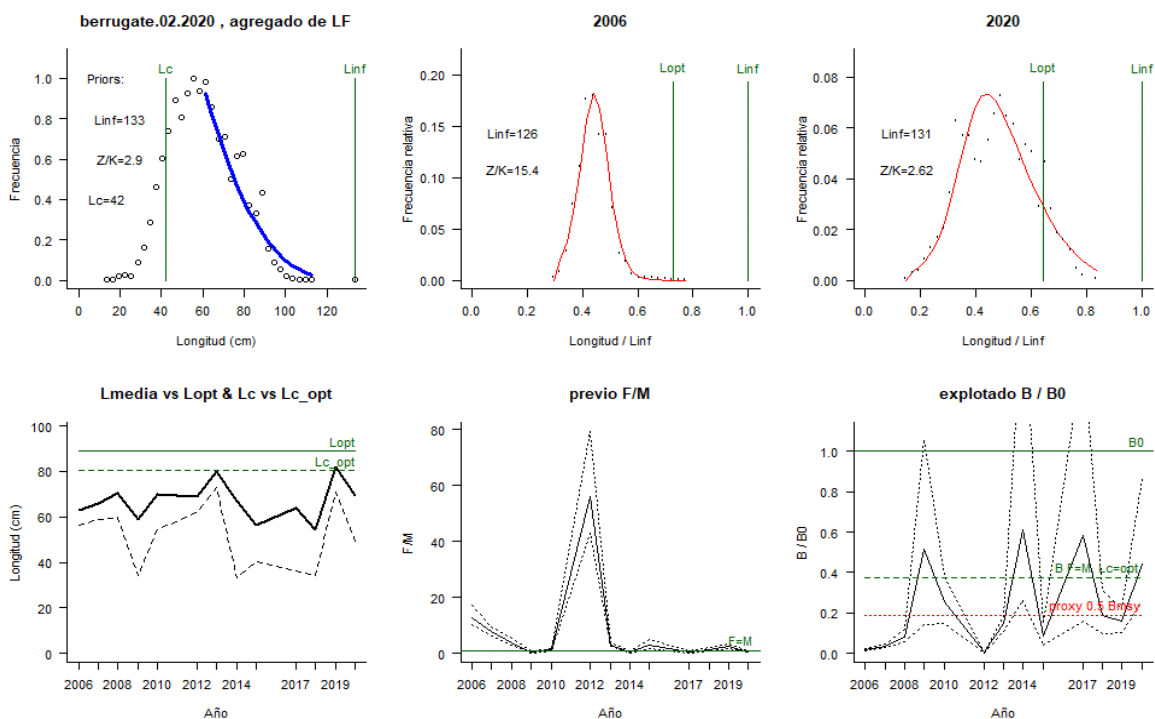 berrugate.02.2020 , agregado de LF
Lc
Linf
Priors:
Linf=133
Z/K=2.9
Lc=42
Frecuencia
1.0
0.8
0.6
0.4
0.2
0.0
0 20 40 60 80 100 120
Longitud (cm)
2006
Lopt
Linf
Linf=126
Z/K=15.4
Frecuencia relativa
0.20
0.15
0.10
0.05
0.00
0.0 0.2 0.4 0.6 0.8 1.0
Longitud / Linf
2020
Lopt
Linf
Linf=131
Z/K=2.62
Frecuencia relativa
0.08
0.06
0.04
0.02
0.00
0.0 0.2 0.4 0.6 0.8 1.0
Longitud / Linf
Lmedia vs Lopt & Lc vs Lc_opt
Lopt
Lc_opt
Longitud (cm)
100
80
60
40
20
0
2006 2008 2010 2012 2014 2017 2019
Año
previo F/M
F=M
F/M
80
60
40
20
0
2006 2008 2010 2012 2014 2017 2019
Año
explotado B / B0
B0
B F=M, Lc=opt
proxy 0.5 Bmsy
B / B0
1.0
0.8
0.6
0.4
0.2
0.0
2006 2008 2010 2012 2014 2017 2019
Año